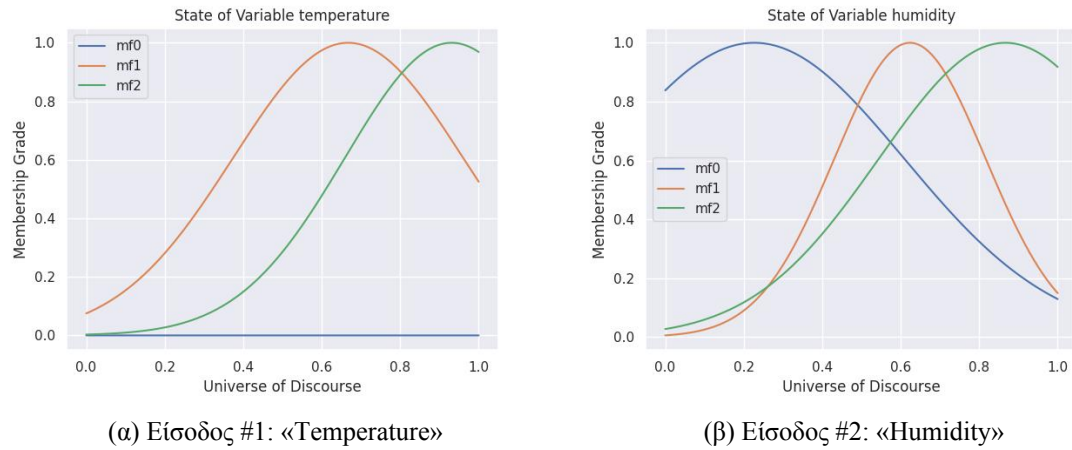 State of Variable temperature
1.0
0.8
0.6
0.4
0.2
0.0
Membership Grade
mf0
mf1
mf2
0.0 0.2 0.4 0.6 0.8 1.0
Universe of Discourse
(α) Είσοδος #1: «Temperature»
State of Variable humidity
1.0
0.8
0.6
0.4
0.2
0.0
Membership Grade
mf0
mf1
mf2
0.0 0.2 0.4 0.6 0.8 1.0
Universe of Discourse
(β) Είσοδος #2: «Humidity»